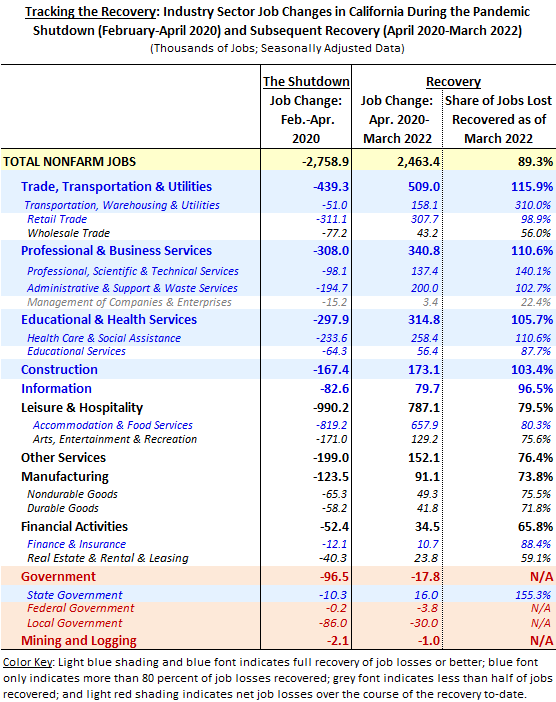 Tracking the Recovery: Industry Sector Job Changes in California During the Pandemic
Shutdown (February-April 2020) and Subsequent Recovery (April 2020-March 2022)
(Thousands of Jobs; Seasonally Adjusted Data)
The Shutdown Recovery
Job Change: Job Change: Share of Jobs Lost
Feb.-Apr. Apr. 2020- Recovered as of
2020 March 2022 March 2022
TOTAL NONFARM JOBS -2,758.9 2,463.4 89.3%
Trade, Transportation & Utilities -439.3 509.0 115.9%
Transportation, Warehousing & Utilities -51.0 158.1 310.0%
Retail Trade -311.1 307.7 98.9%
Wholesale Trade -77.2 43.2 56.0%
Professional & Business Services -308.0 340.8 110.6%
Professional, Scientific & Technical Services -98.1 137.4 140.1%
Administrative & Support & Waste Services -194.7 200.0 102.7%
Management of Companies & Enterprises -15.2 3.4 22.4%
Educational & Health Services -297.9 314.8 105.7%
Health Care & Social Assistance -233.6 258.4 110.6%
Educational Services -64.3 56.4 87.7%
Construction -167.4 173.1 103.4%
Information -82.6 79.7 96.5%
Leisure & Hospitality -990.2 787.1 79.5%
Accommodation & Food Services -819.2 657.9 80.3%
Arts, Entertainment & Recreation -171.0 129.2 75.6%
Other Services -199.0 152.1 76.4%
Manufacturing -123.5 91.1 73.8%
Nondurable Goods -65.3 49.3 75.5%
Durable Goods -58.2 41.8 71.8%
Financial Activities -52.4 34.5 65.8%
Finance & Insurance -12.1 10.7 88.4%
Real Estate & Rental & Leasing -40.3 23.8 59.1%
Government -96.5 -17.8 N/A
State Government -10.3 16.0 155.3%
Federal Government -0.2 -3.8 N/A
Local Government -86.0 -30.0 N/A
Mining and Logging -2.1 -1.0 N/A
Color Key: Light blue shading and blue font indicates full recovery of job losses or better; blue font
only indicates more than 80 percent of job losses recovered; grey font indicates less than half of jobs
recovered; and light red shading indicates net job losses over the course of the recovery to-date.